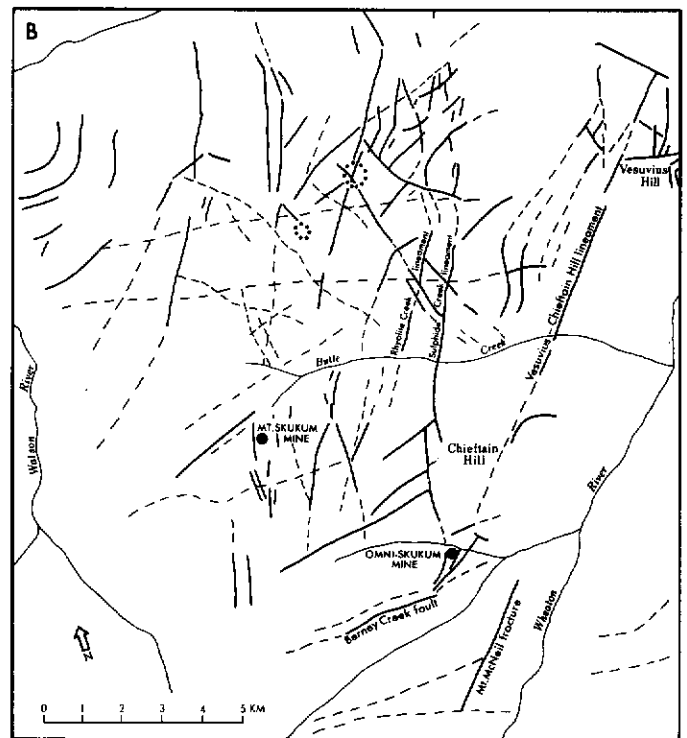 B
Vesuvius
Hill
Vesuvius - Chieftain Hill lineament
Rhyolite Creek lineament
Sulphide Creek lineament
Butte Creek
MT. SKUKUM
MINE
Watson River
Chieftain
Hill
River
OMNI-SKUKUM
MINE
Berney Creek fault
Mt. McNeil fracture
Wheaton
N
0 1 2 3 4 5 KM